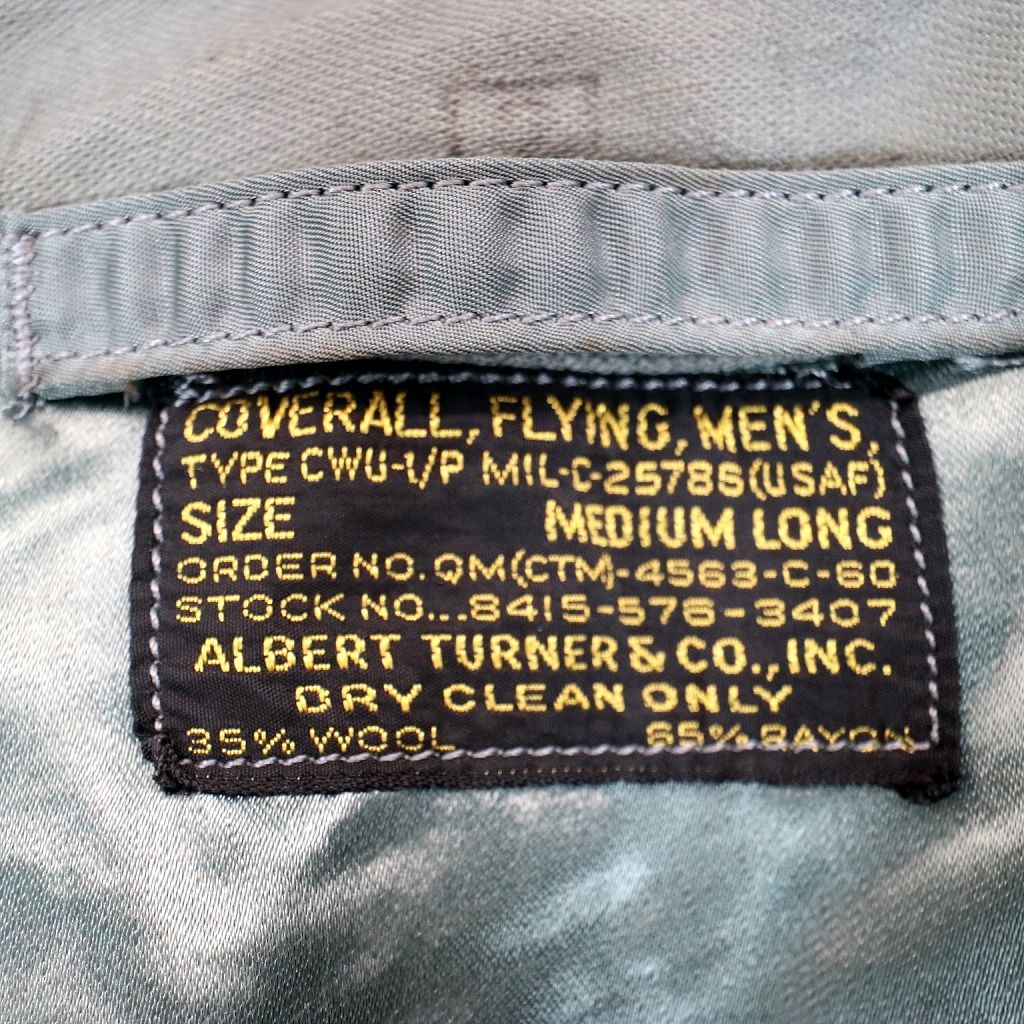 COVERALL, FLYING, MEN'S,
TYPE CWU-1/P MIL-C-25788(USAF)
SIZE MEDIUM LONG
ORDER NO. QM(CTM)-4563-C-60
STOCK NO...8415-576-3407
ALBERT TURNER & CO., INC.
DRY CLEAN ONLY
35% WOOL 65% RAYON